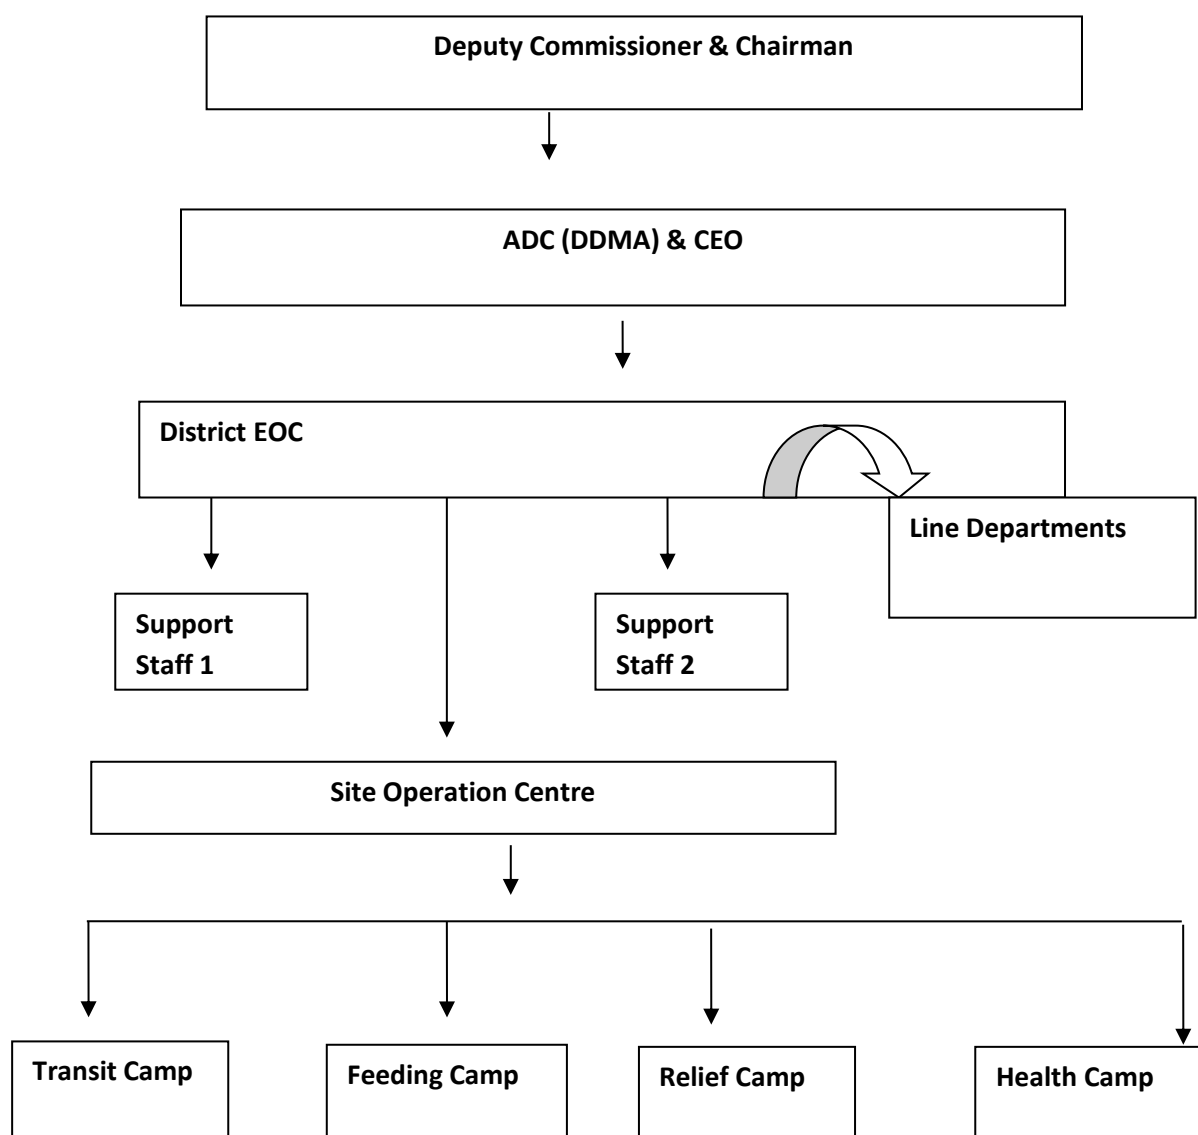 Deputy Commissioner & Chairman
ADC (DDMA) & CEO
District EOC
Line Departments
Support
Staff 1
Support
Staff 2
Site Operation Centre
Transit Camp
Feeding Camp
Relief Camp
Health Camp